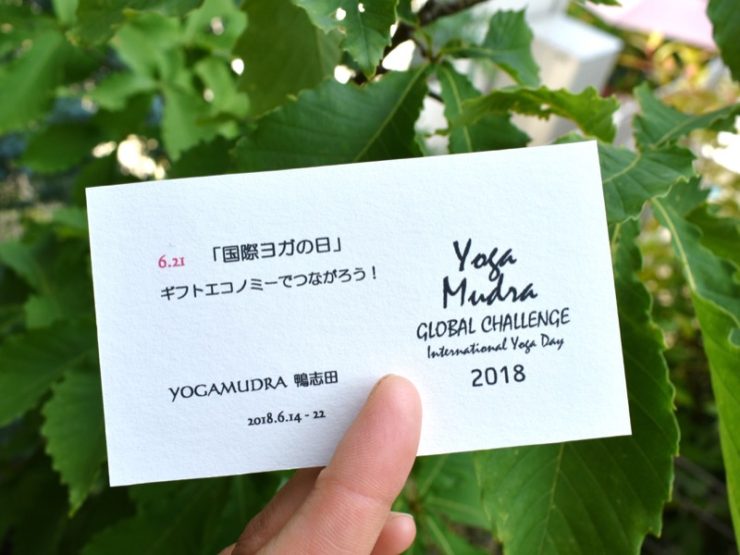 6.21 「国際ヨガの日」
ギフトエコノミーでつながろう！
YOGAMUDRA 鴨志田
2018.6.14 - 22
Yoga
Mudra
GLOBAL CHALLENGE
International Yoga Day
2018